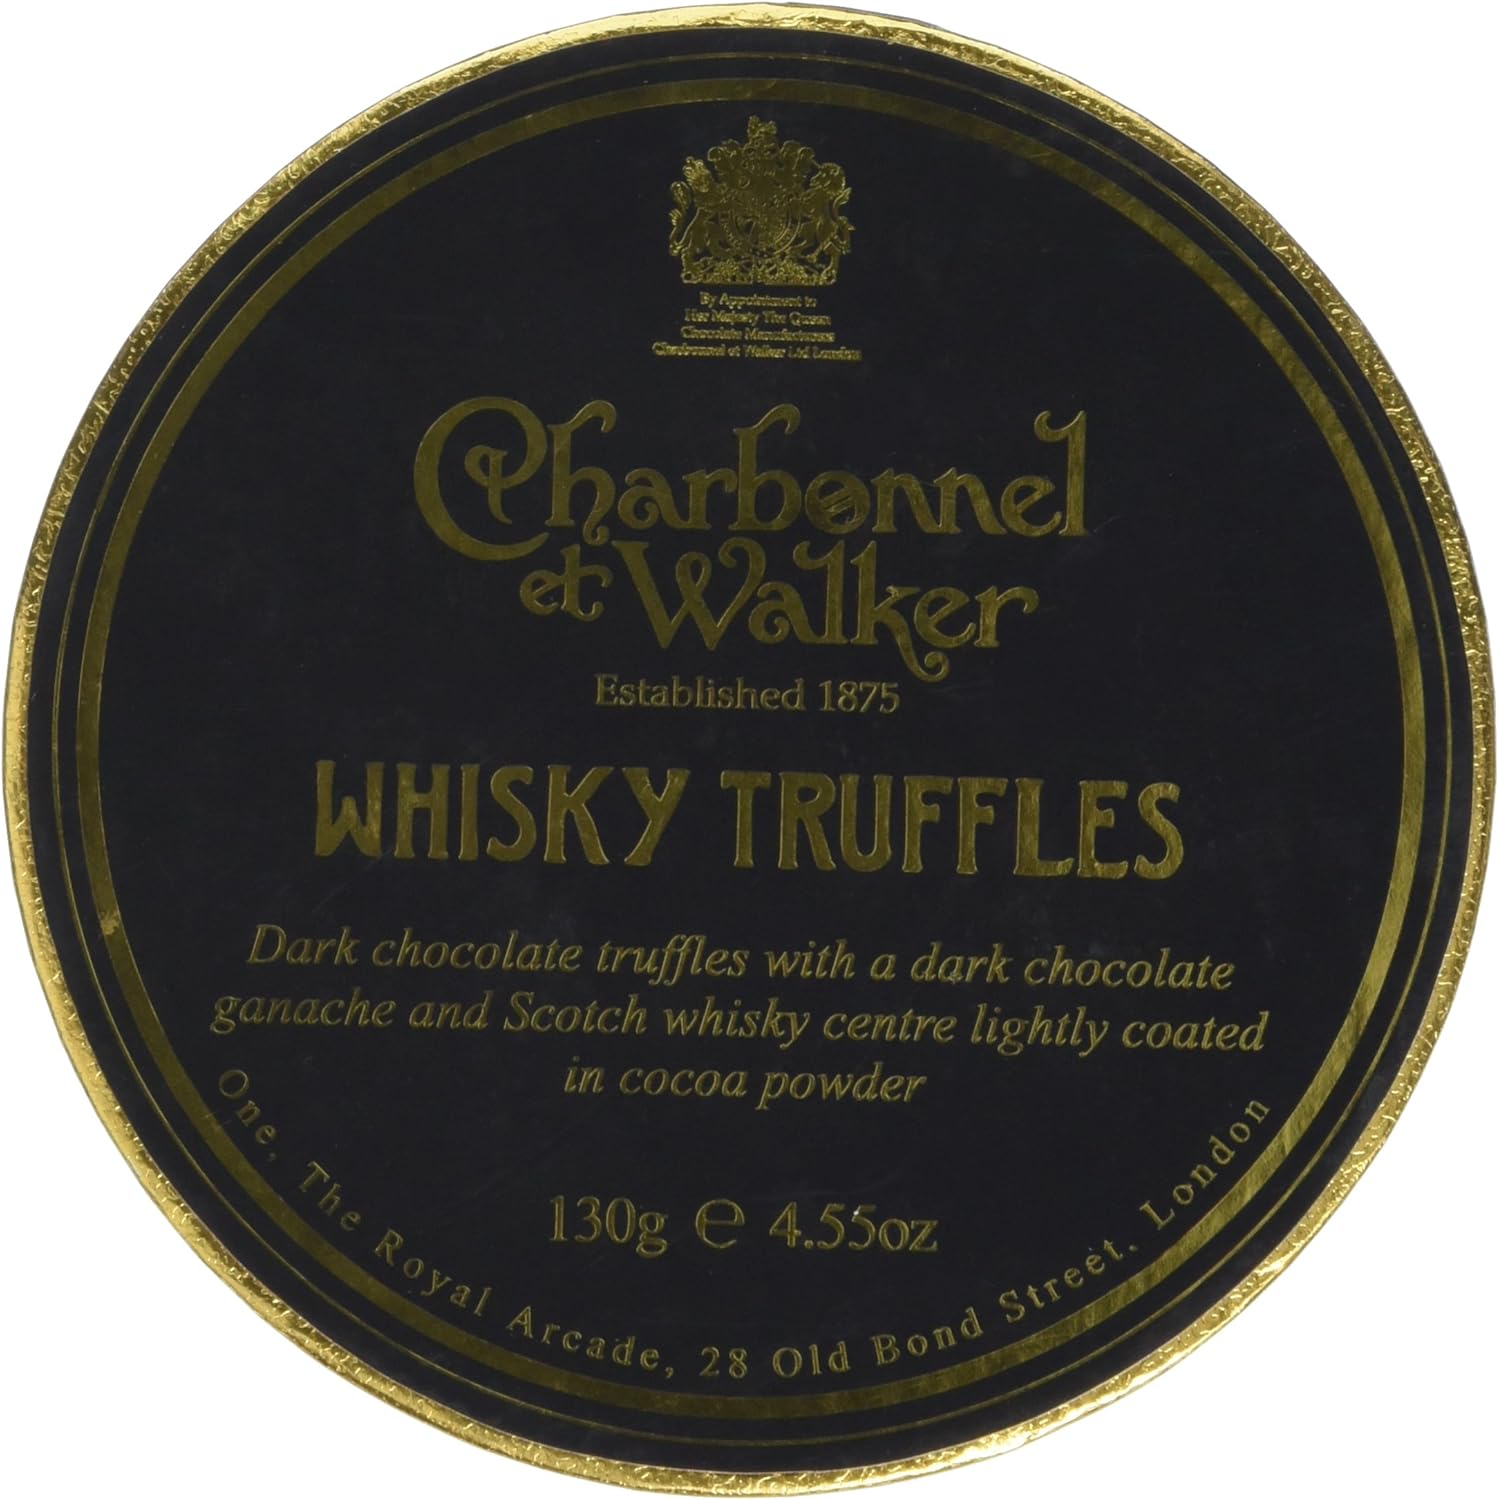 By Appointment to
Her Majesty The Queen
Chocolate Manufacturers
Charbonnel et Walker Ltd London
Charbonnel
et Walker
Established 1875
WHISKY TRUFFLES
Dark chocolate truffles with a dark chocolate
ganache and Scotch whisky centre lightly coated
in cocoa powder
130g ℮ 4.55oz
One, The Royal Arcade, 28 Old Bond Street. London